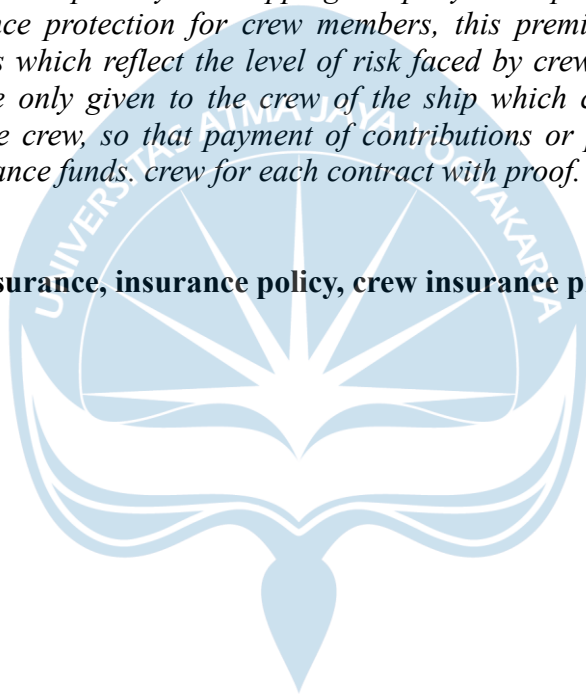 nce protection for crew members, this premi
s which reflect the level of risk faced by crew
e only given to the crew of the ship which
e crew, so that payment of contributions or
ance funds. crew for each contract with proof.
surance, insurance policy, crew insurance p
UNIVERSITAS ATMA JAYA YOGYAKARTA